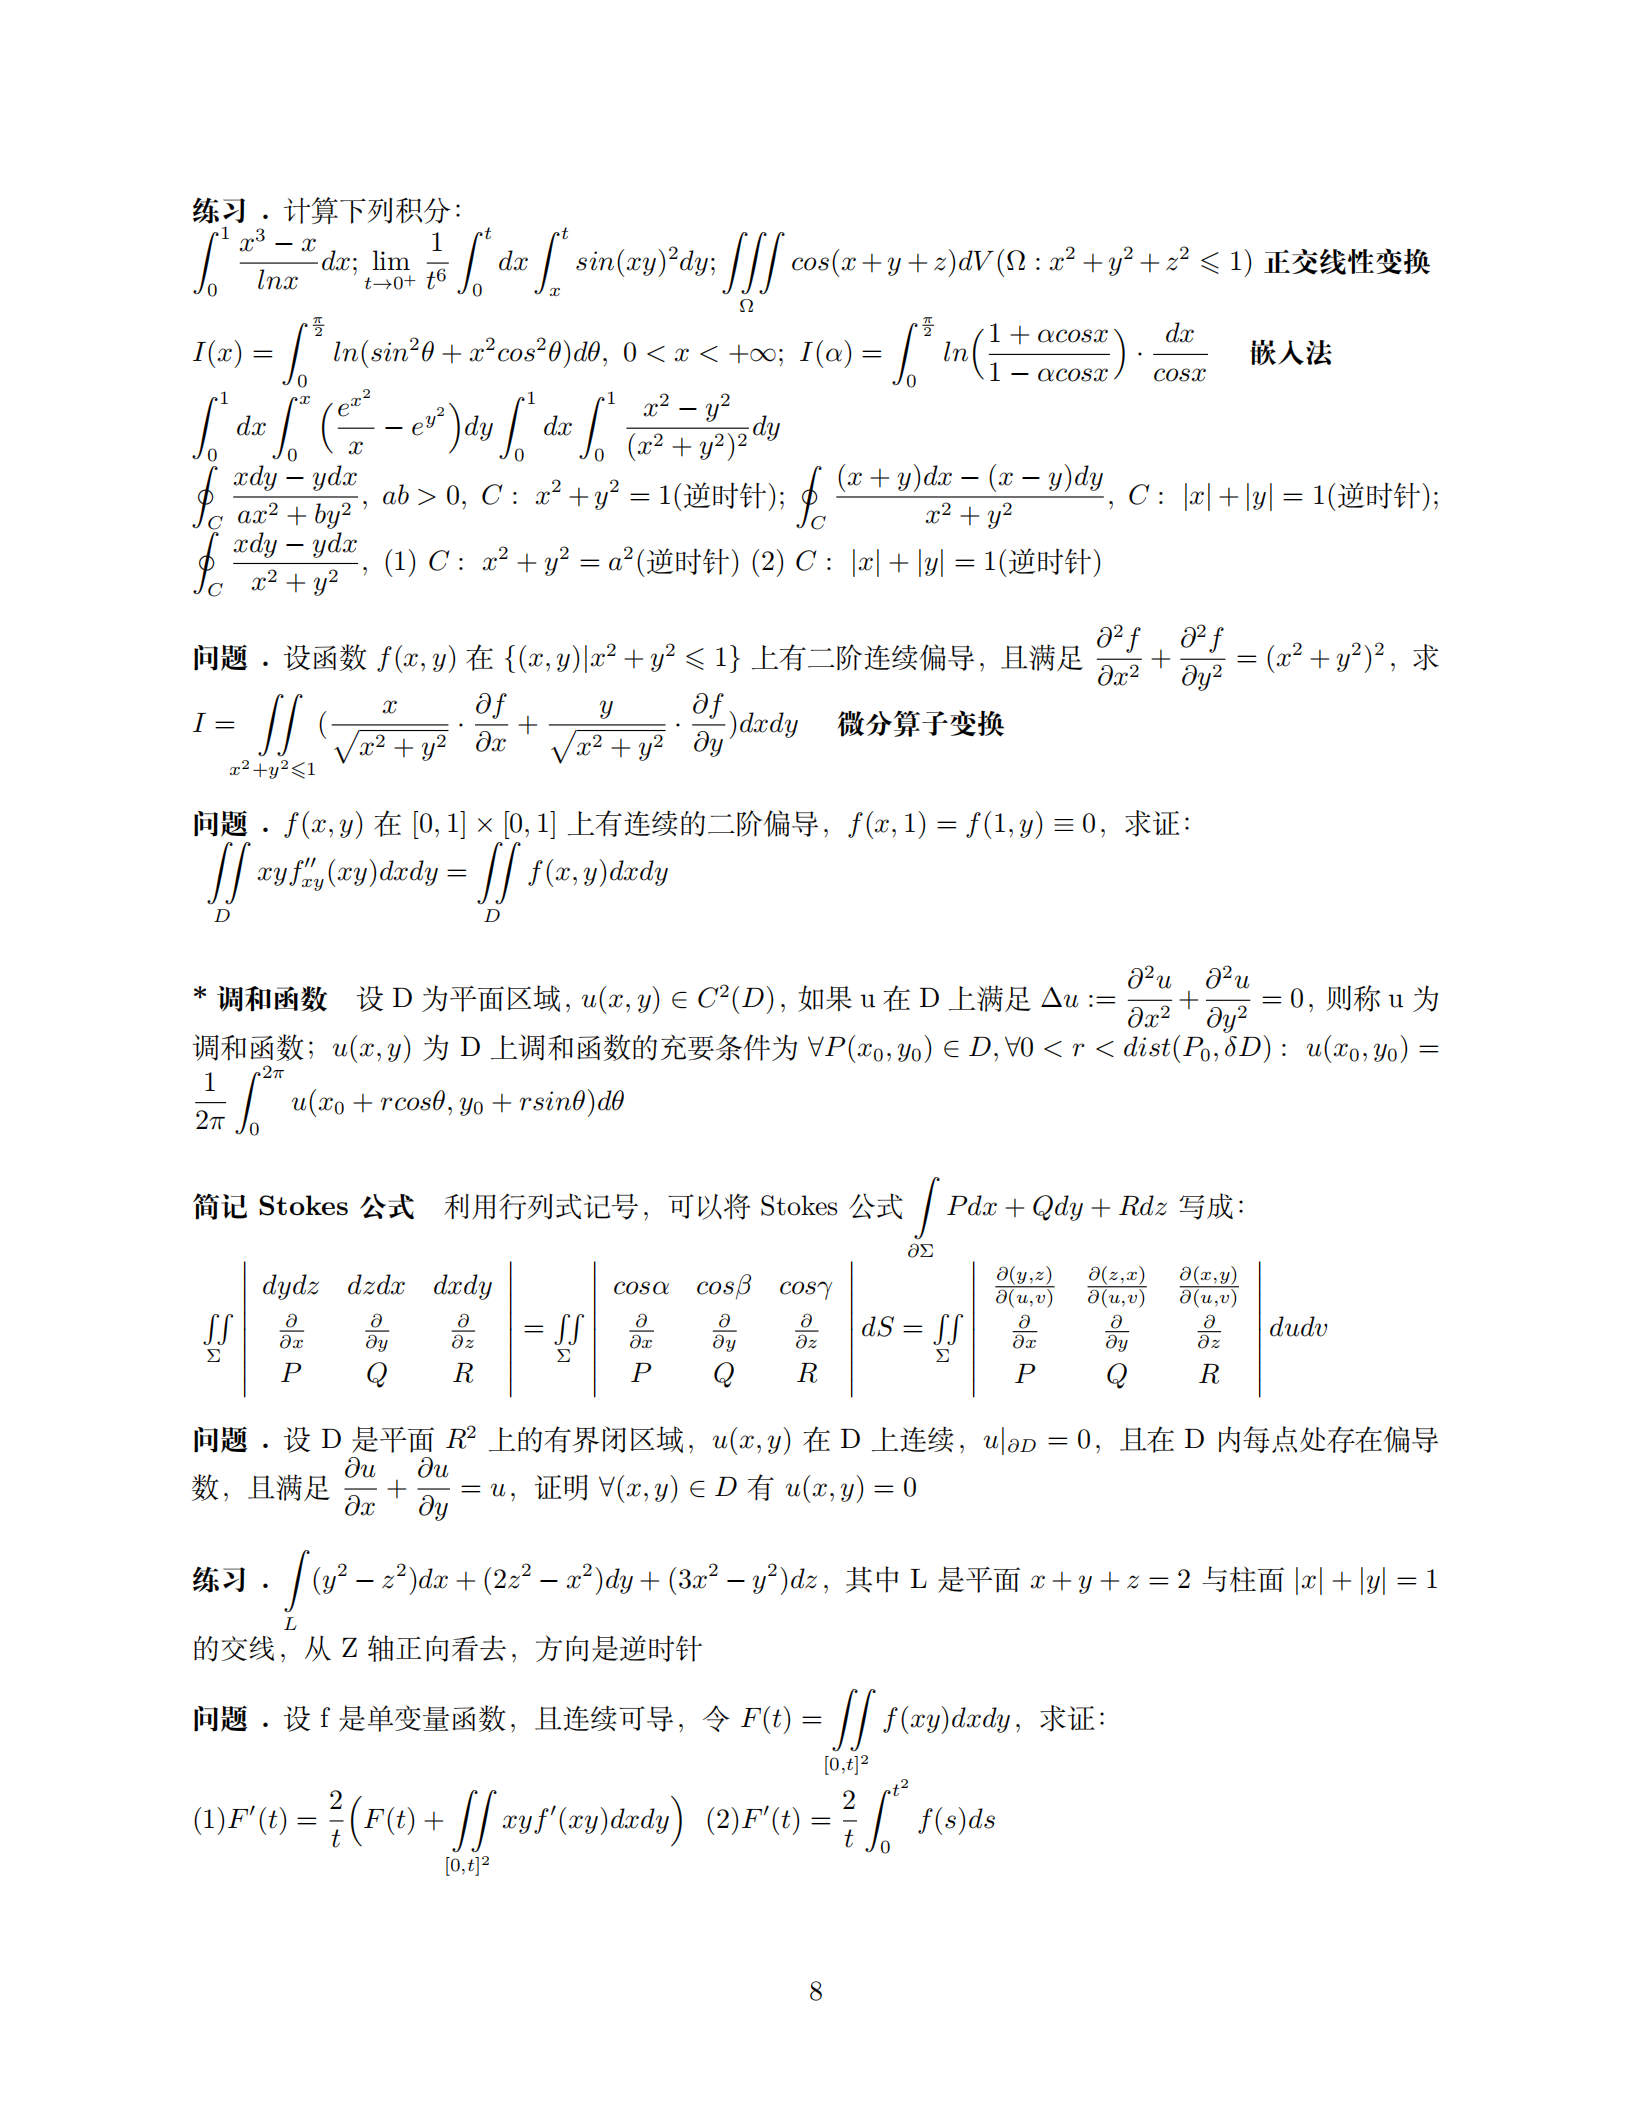 练习 . 计算下列积分：
$\int_0^1 \frac{x^3-x}{lnx}dx; \lim_{t\to 0^+} \frac{1}{t^6}\int_0^t dx\int_x^t sin(xy)^2dy; \iiint\limits_\Omega cos(x+y+z)dV(\Omega: x^2+y^2+z^2 \leqslant 1)$ 正交线性变换
$I(x) = \int_0^{\frac{\pi}{2}} ln(sin^2\theta + x^2cos^2\theta)d\theta, 0 < x < +\infty; I(\alpha) = \int_0^{\frac{\pi}{2}} ln\left(\frac{1+\alpha cosx}{1-\alpha cosx}\right)\cdot\frac{dx}{cosx}$ 嵌入法
$\int_0^1 dx\int_0^x \left(\frac{e^{x^2}}{x} - e^{y^2}\right)dy \int_0^1 dx\int_0^1 \frac{x^2-y^2}{(x^2+y^2)^2}dy$
$\oint_C \frac{xdy-ydx}{ax^2+by^2}, ab > 0, C: x^2+y^2=1$(逆时针); $\oint_C \frac{(x+y)dx-(x-y)dy}{x^2+y^2}, C: |x|+|y|=1$(逆时针);
$\oint_C \frac{xdy-ydx}{x^2+y^2}$, (1) $C: x^2+y^2=a^2$(逆时针) (2) $C: |x|+|y|=1$(逆时针)
问题 . 设函数 $f(x,y)$ 在 $\{(x,y)|x^2+y^2 \leqslant 1\}$ 上有二阶连续偏导，且满足 $\frac{\partial^2 f}{\partial x^2} + \frac{\partial^2 f}{\partial y^2} = (x^2+y^2)^2$，求
$I = \iint\limits_{x^2+y^2\leqslant 1} (\frac{x}{\sqrt{x^2+y^2}}\cdot\frac{\partial f}{\partial x} + \frac{y}{\sqrt{x^2+y^2}}\cdot\frac{\partial f}{\partial y})dxdy$ 微分算子变换
问题 . $f(x,y)$ 在 $[0,1]\times[0,1]$ 上有连续的二阶偏导，$f(x,1) = f(1,y) \equiv 0$，求证：
$\iint\limits_D xyf''_{xy}(xy)dxdy = \iint\limits_D f(x,y)dxdy$
* 调和函数 设 D 为平面区域, $u(x,y) \in C^2(D)$, 如果 u 在 D 上满足 $\Delta u := \frac{\partial^2 u}{\partial x^2} + \frac{\partial^2 u}{\partial y^2} = 0$, 则称 u 为
调和函数；$u(x,y)$ 为 D 上调和函数的充要条件为 $\forall P(x_0,y_0) \in D, \forall 0 < r < dist(P_0, \delta D): u(x_0,y_0) =$
$\frac{1}{2\pi}\int_0^{2\pi} u(x_0+rcos\theta, y_0+rsin\theta)d\theta$
简记 Stokes 公式 利用行列式记号，可以将 Stokes 公式 $\int\limits_{\partial\Sigma} Pdx+Qdy+Rdz$ 写成：
$\iint\limits_\Sigma \begin{vmatrix} dydz & dzdx & dxdy \\ \frac{\partial}{\partial x} & \frac{\partial}{\partial y} & \frac{\partial}{\partial z} \\ P & Q & R \end{vmatrix} = \iint\limits_\Sigma \begin{vmatrix} cos\alpha & cos\beta & cos\gamma \\ \frac{\partial}{\partial x} & \frac{\partial}{\partial y} & \frac{\partial}{\partial z} \\ P & Q & R \end{vmatrix} dS = \iint\limits_\Sigma \begin{vmatrix} \frac{\partial(y,z)}{\partial(u,v)} & \frac{\partial(z,x)}{\partial(u,v)} & \frac{\partial(x,y)}{\partial(u,v)} \\ \frac{\partial}{\partial x} & \frac{\partial}{\partial y} & \frac{\partial}{\partial z} \\ P & Q & R \end{vmatrix} dudv$
问题 . 设 D 是平面 $R^2$ 上的有界闭区域，$u(x,y)$ 在 D 上连续，$u|_{\partial D} = 0$，且在 D 内每点处存在偏导
数，且满足 $\frac{\partial u}{\partial x} + \frac{\partial u}{\partial y} = u$，证明 $\forall(x,y) \in D$ 有 $u(x,y) = 0$
练习 . $\int\limits_L (y^2-z^2)dx + (2z^2-x^2)dy + (3x^2-y^2)dz$，其中 L 是平面 $x+y+z=2$ 与柱面 $|x|+|y|=1$
的交线，从 Z 轴正向看去，方向是逆时针
问题 . 设 f 是单变量函数，且连续可导，令 $F(t) = \iint\limits_{[0,t]^2} f(xy)dxdy$，求证：
(1)$F'(t) = \frac{2}{t}\left(F(t) + \iint\limits_{[0,t]^2} xyf'(xy)dxdy\right)$ (2)$F'(t) = \frac{2}{t}\int_0^{t^2} f(s)ds$
8